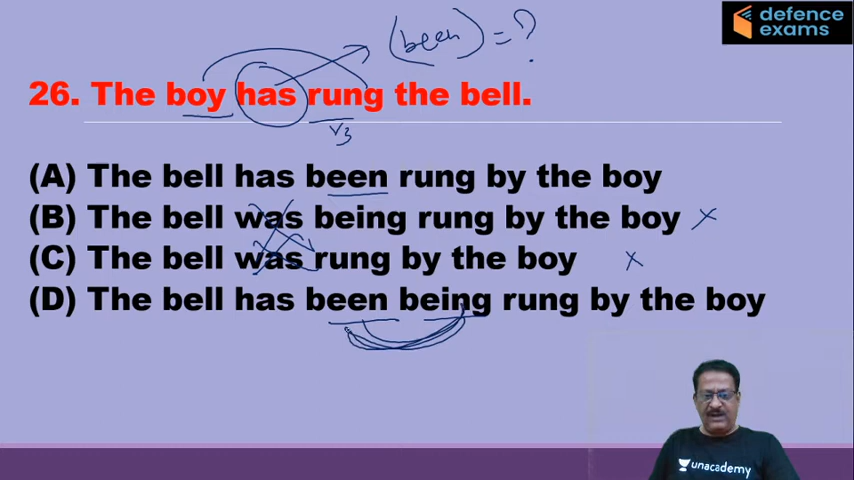 defence
exams
(been) = ?
26. The boy has rung the bell.
V3
(A) The bell has been rung by the boy
(B) The bell was being rung by the boy ×
(C) The bell was rung by the boy ×
(D) The bell has been being rung by the boy
unacademy